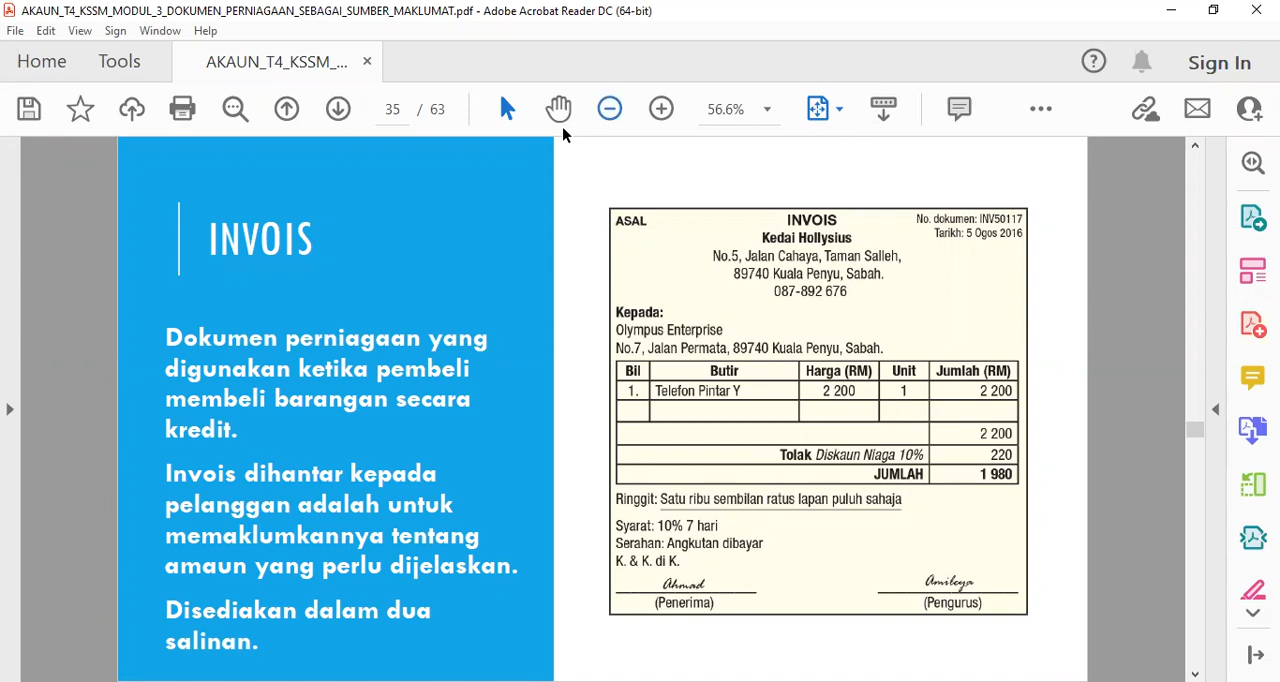 AKAUN_T4_KSSM_MODUL_3_DOKUMEN_PERNIAGAAN_SEBAGAI_SUMBER_MAKLUMAT.pdf - Adobe Acrobat Reader DC (64-bit)
File Edit View Sign Window Help
Home Tools AKAUN_T4_KSSM_... × Sign In
35 / 63 56.6%
INVOIS
Dokumen perniagaan yang
digunakan ketika pembeli
membeli barangan secara
kredit.
Invois dihantar kepada
pelanggan adalah untuk
memaklumkannya tentang
amaun yang perlu dijelaskan.
Disediakan dalam dua
salinan.
ASAL INVOIS No. dokumen: INV50117
Kedai Hollysius Tarikh: 5 Ogos 2016
No.5, Jalan Cahaya, Taman Salleh,
89740 Kuala Penyu, Sabah.
087-892 676
Kepada:
Olympus Enterprise
No.7, Jalan Permata, 89740 Kuala Penyu, Sabah.
Bil Butir Harga (RM) Unit Jumlah (RM)
1. Telefon Pintar Y 2 200 1 2 200
2 200
Tolak Diskaun Niaga 10% 220
JUMLAH 1 980
Ringgit: Satu ribu sembilan ratus lapan puluh sahaja
Syarat: 10% 7 hari
Serahan: Angkutan dibayar
K. & K. di K.
Ahmad Amibeya
(Penerima) (Pengurus)